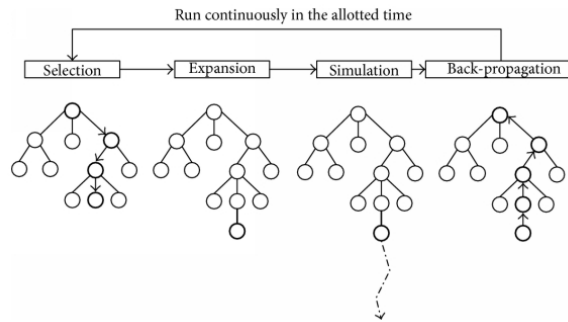 Run continuously in the allotted time
Selection
Expansion
Simulation
Back-propagation